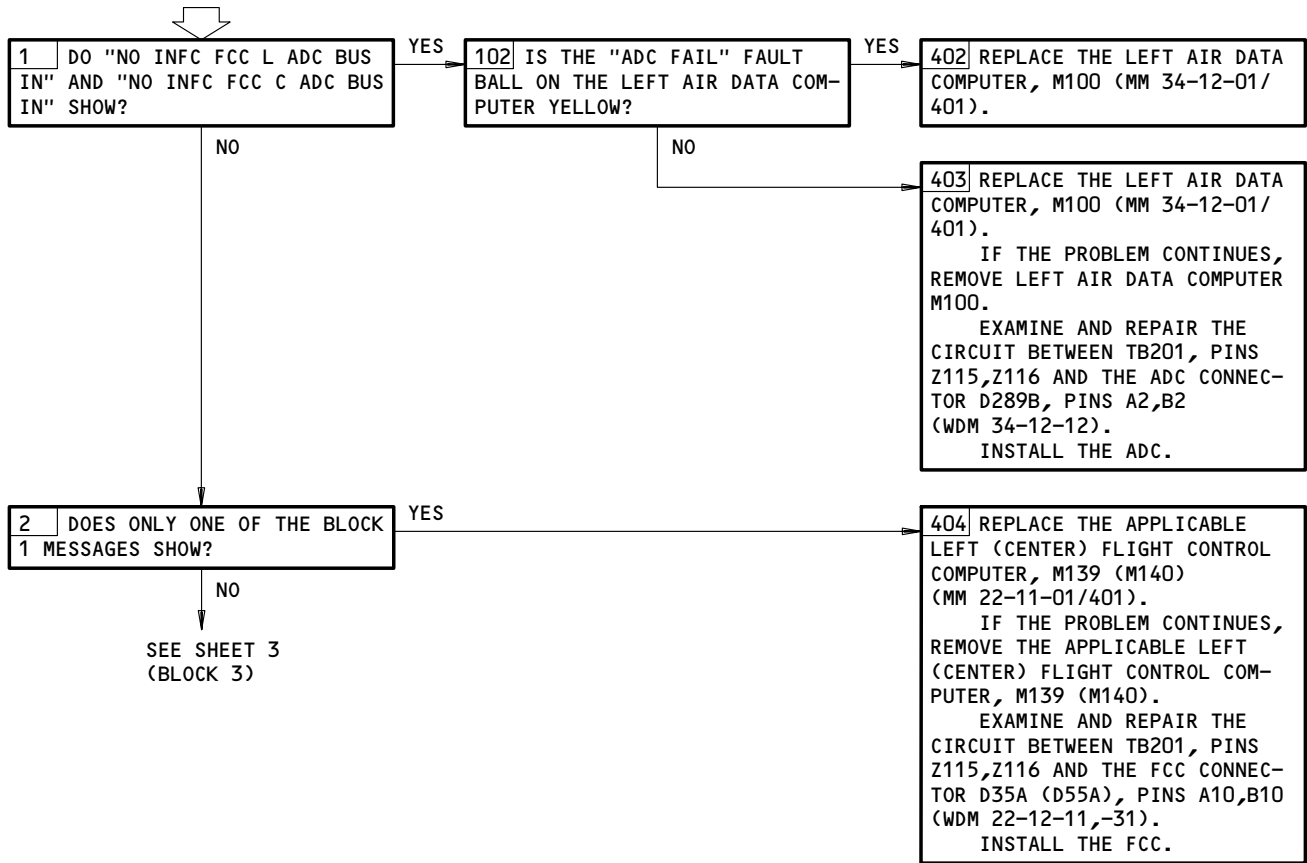 1 DO "NO INFC FCC L ADC BUS
IN" AND "NO INFC FCC C ADC BUS
IN" SHOW?
YES
102 IS THE "ADC FAIL" FAULT
BALL ON THE LEFT AIR DATA COM-
PUTER YELLOW?
YES
402 REPLACE THE LEFT AIR DATA
COMPUTER, M100 (MM 34-12-01/
401).
NO
NO
403 REPLACE THE LEFT AIR DATA
COMPUTER, M100 (MM 34-12-01/
401).
IF THE PROBLEM CONTINUES,
REMOVE LEFT AIR DATA COMPUTER
M100.
EXAMINE AND REPAIR THE
CIRCUIT BETWEEN TB201, PINS
Z115,Z116 AND THE ADC CONNEC-
TOR D289B, PINS A2,B2
(WDM 34-12-12).
INSTALL THE ADC.
2 DOES ONLY ONE OF THE BLOCK
1 MESSAGES SHOW?
YES
NO
SEE SHEET 3
(BLOCK 3)
404 REPLACE THE APPLICABLE
LEFT (CENTER) FLIGHT CONTROL
COMPUTER, M139 (M140)
(MM 22-11-01/401).
IF THE PROBLEM CONTINUES,
REMOVE THE APPLICABLE LEFT
(CENTER) FLIGHT CONTROL COM-
PUTER, M139 (M140).
EXAMINE AND REPAIR THE
CIRCUIT BETWEEN TB201, PINS
Z115,Z116 AND THE FCC CONNEC-
TOR D35A (D55A), PINS A10,B10
(WDM 22-12-11,-31).
INSTALL THE FCC.